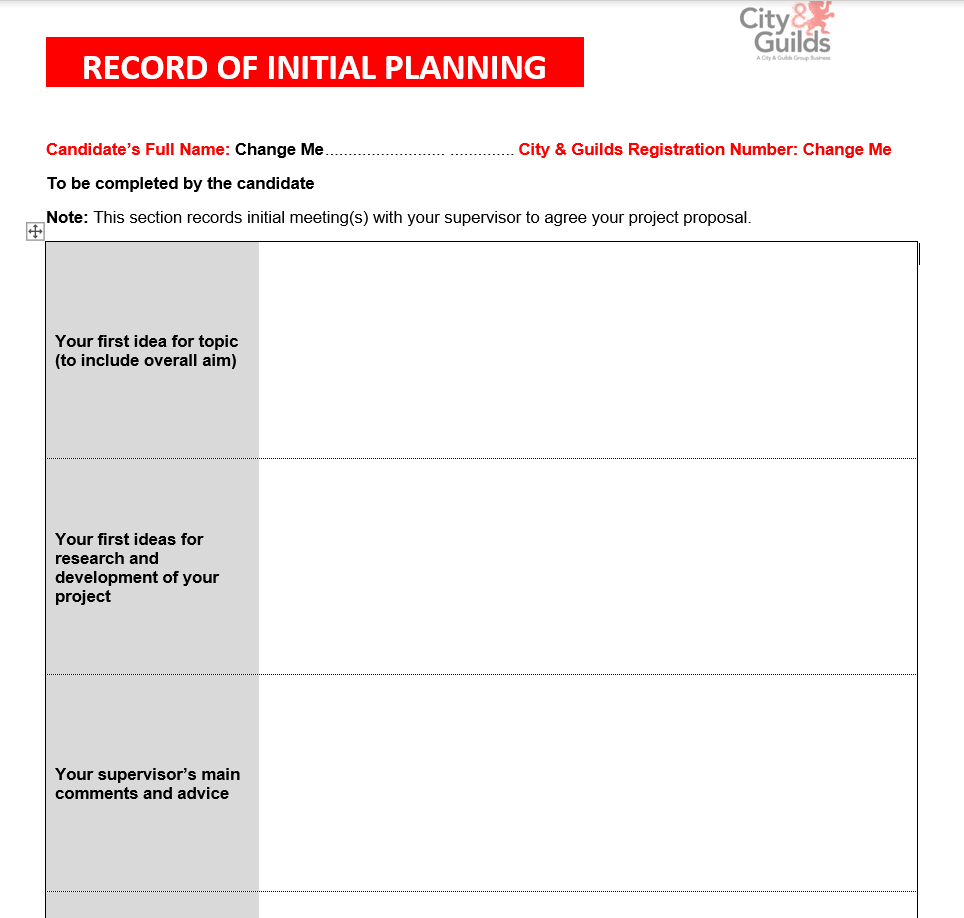 City & Guilds
A City & Guilds Group Business
RECORD OF INITIAL PLANNING
Candidate’s Full Name: Change Me.......................... .............. City & Guilds Registration Number: Change Me
To be completed by the candidate
Note: This section records initial meeting(s) with your supervisor to agree your project proposal.
Your first idea for topic
(to include overall aim)
Your first ideas for
research and
development of your
project
Your supervisor’s main
comments and advice